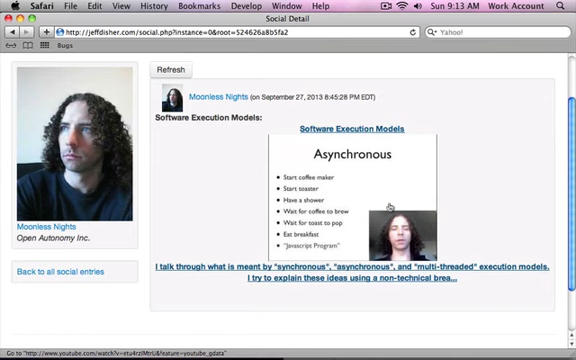 Safari File Edit View History Bookmarks Develop Window Help Sun 9:13 AM Work Account
Social Detail
http://jeffdisher.com/social.php?instance=0&root=524626a8b5fa2
Yahoo!
Bugs
Refresh
Moonless Nights (on September 27, 2013 8:45:28 PM EDT)
Software Execution Models:
Software Execution Models
Asynchronous
• Start coffee maker
• Start toaster
• Have a shower
• Wait for coffee to brew
• Wait for toast to pop
• Eat breakfast
• "Javascript Program"
Moonless Nights
Open Autonomy Inc.
Back to all social entries
I talk through what is meant by "synchronous", "asynchronous", and "multi-threaded" execution models.
I try to explain these ideas using a non-technical brea...
Go to "http://www.youtube.com/watch?v=etu4rzlMtrU&feature=youtube_gdata"